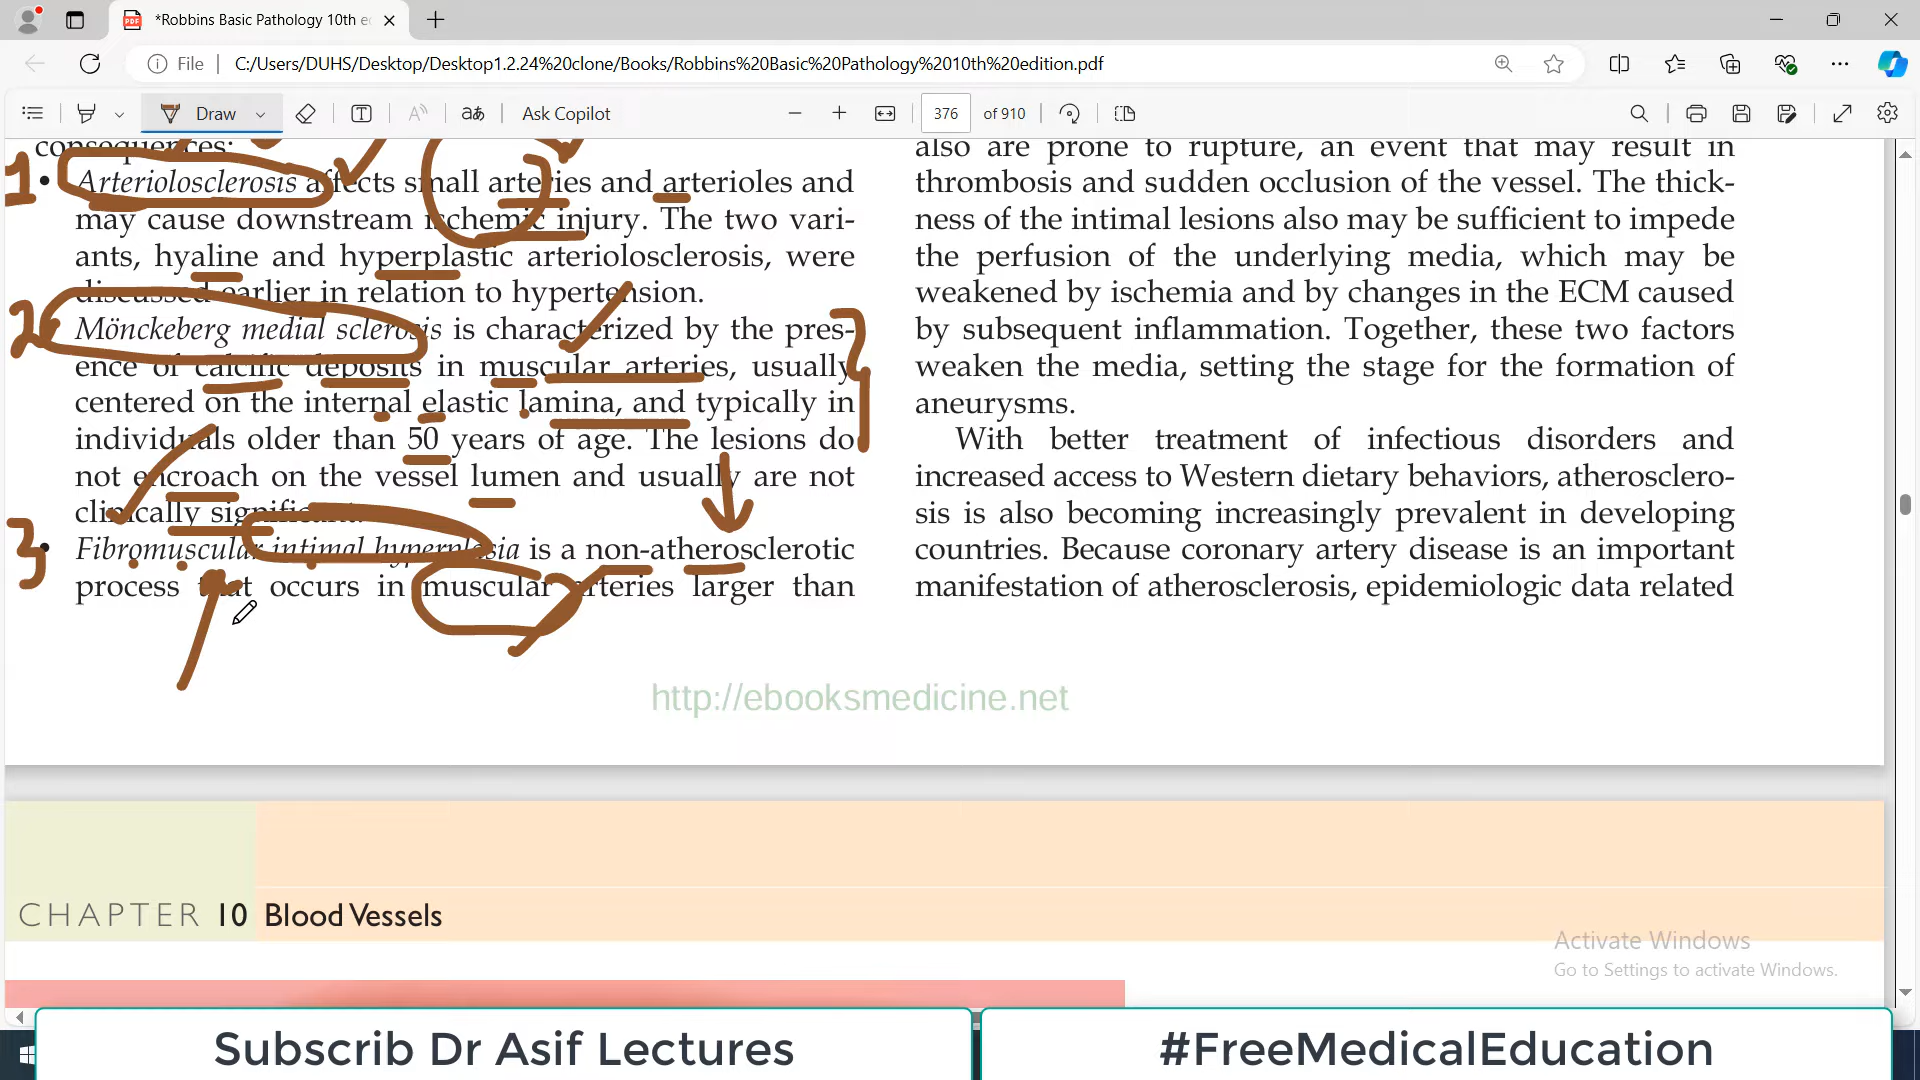 *Robbins Basic Pathology 10th e
File
C:/Users/DUHS/Desktop/Desktop1.2.24%20clone/Books/Robbins%20Basic%20Pathology%2010th%20edition.pdf
Draw
Ask Copilot
376 of 910
consequences:
1 • Arteriolosclerosis affects small arteries and arterioles and
may cause downstream ischemic injury. The two vari-
ants, hyaline and hyperplastic arteriolosclerosis, were
discussed earlier in relation to hypertension.
2 Mönckeberg medial sclerosis is characterized by the pres-
ence of calcific deposits in muscular arteries, usually
centered on the internal elastic lamina, and typically in
individuals older than 50 years of age. The lesions do
not encroach on the vessel lumen and usually are not
clinically significant.
3 • Fibromuscular intimal hyperplasia is a non-atherosclerotic
process that occurs in muscular arteries larger than
also are prone to rupture, an event that may result in
thrombosis and sudden occlusion of the vessel. The thick-
ness of the intimal lesions also may be sufficient to impede
the perfusion of the underlying media, which may be
weakened by ischemia and by changes in the ECM caused
by subsequent inflammation. Together, these two factors
weaken the media, setting the stage for the formation of
aneurysms.
With better treatment of infectious disorders and
increased access to Western dietary behaviors, atherosclero-
sis is also becoming increasingly prevalent in developing
countries. Because coronary artery disease is an important
manifestation of atherosclerosis, epidemiologic data related
http://ebooksmedicine.net
CHAPTER 10 Blood Vessels
Activate Windows
Go to Settings to activate Windows.
Subscrib Dr Asif Lectures
#FreeMedicalEducation